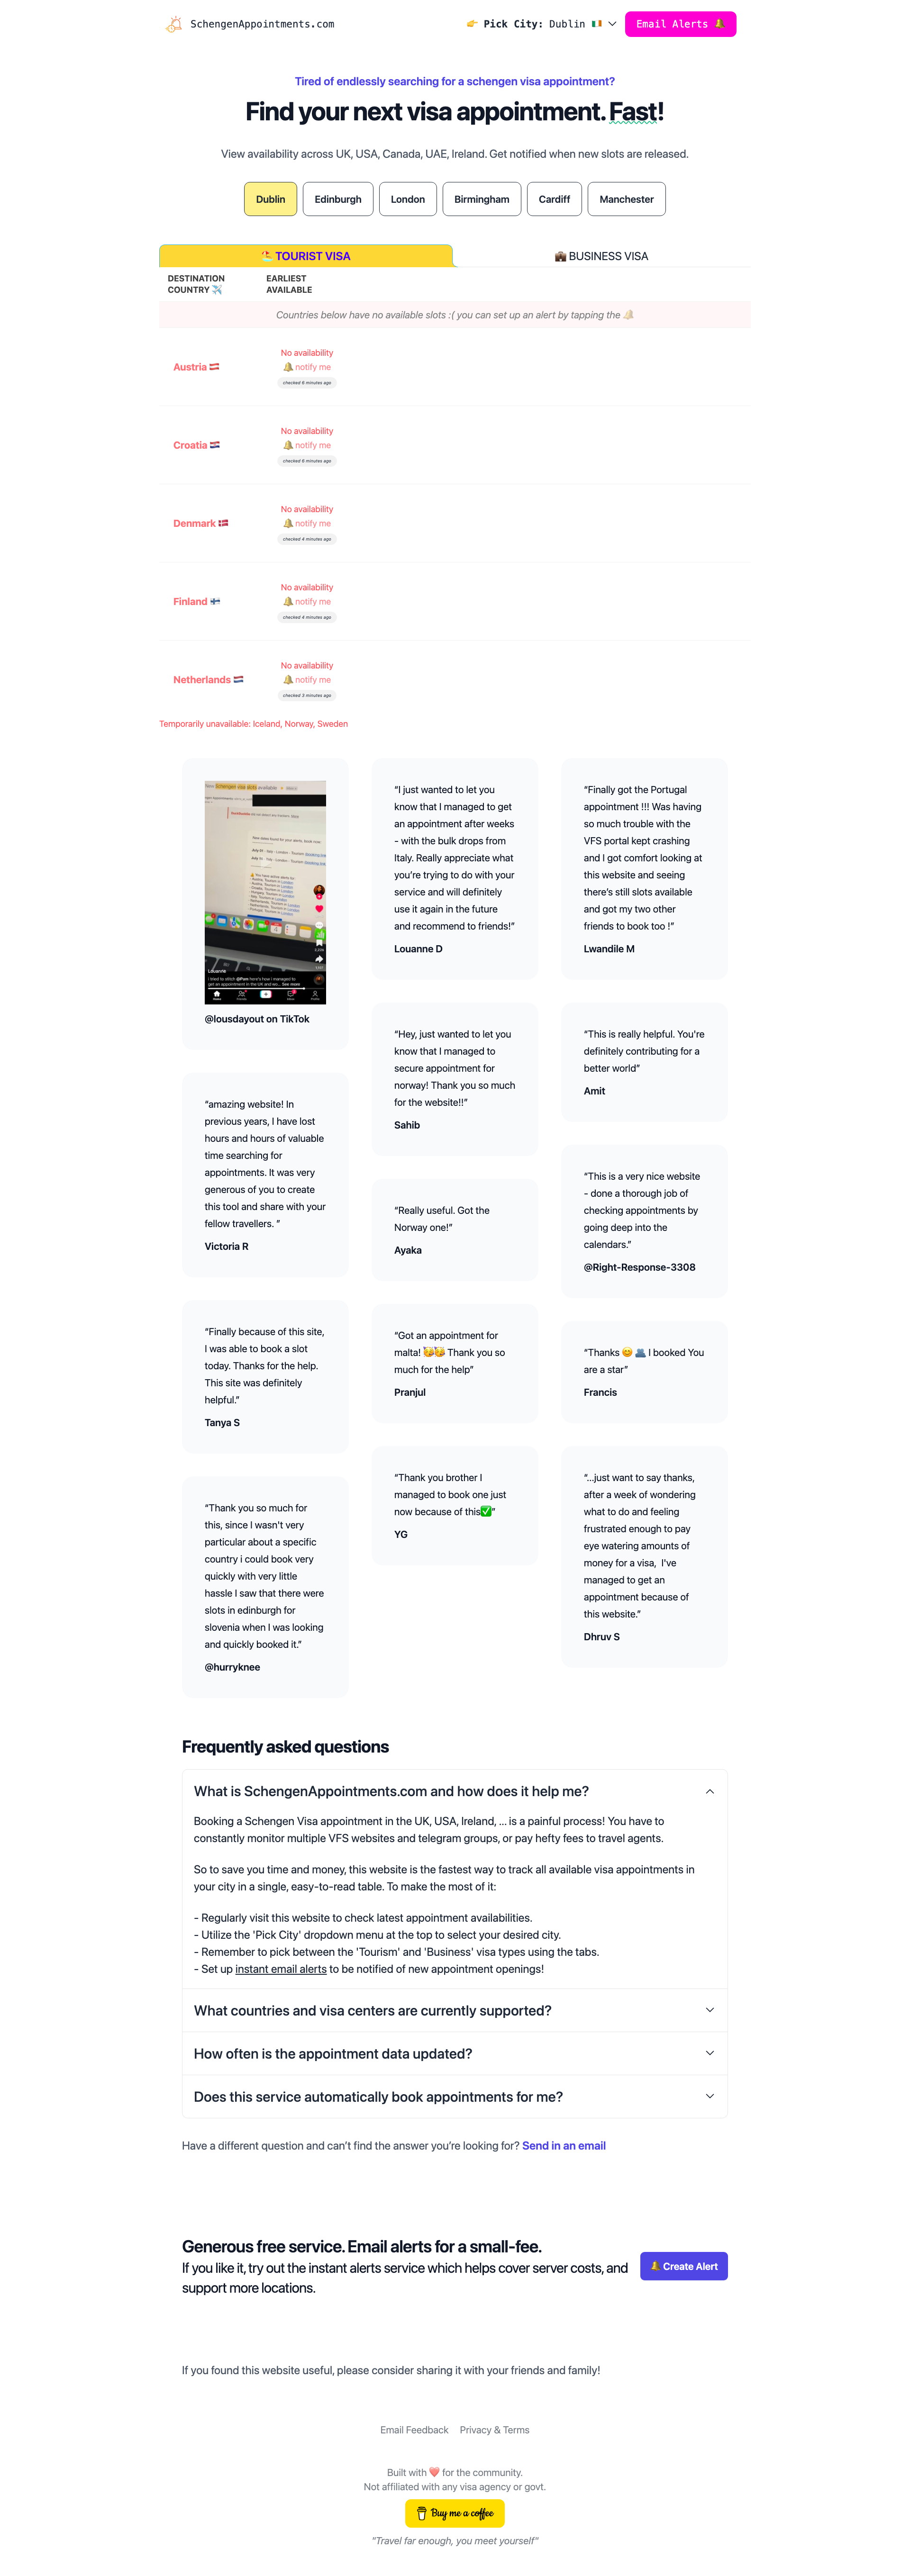 SchengenAppointments.com
👉 Pick City: Dublin 🇮🇪
Email Alerts 🔔
Tired of endlessly searching for a schengen visa appointment?
Find your next visa appointment. Fast!
View availability across UK, USA, Canada, UAE, Ireland. Get notified when new slots are released.
Dublin
Edinburgh
London
Birmingham
Cardiff
Manchester
🏖️ TOURIST VISA
💼 BUSINESS VISA
DESTINATION
COUNTRY ✈️
EARLIEST
AVAILABLE
Countries below have no available slots :( you can set up an alert by tapping the 🔔
Austria 🇦🇹
No availability
🔔 notify me
checked 6 minutes ago
Croatia 🇭🇷
No availability
🔔 notify me
checked 6 minutes ago
Denmark 🇩🇰
No availability
🔔 notify me
checked 4 minutes ago
Finland 🇫🇮
No availability
🔔 notify me
checked 4 minutes ago
Netherlands 🇳🇱
No availability
🔔 notify me
checked 3 minutes ago
Temporarily unavailable: Iceland, Norway, Sweden
@lousdayout on TikTok
“amazing website! In
previous years, I have lost
hours and hours of valuable
time searching for
appointments. It was very
generous of you to create
this tool and share with your
fellow travellers. ”
Victoria R
“Finally because of this site,
I was able to book a slot
today. Thanks for the help.
This site was definitely
helpful.”
Tanya S
“Thank you so much for
this, since I wasn't very
particular about a specific
country i could book very
quickly with very little
hassle I saw that there were
slots in edinburgh for
slovenia when I was looking
and quickly booked it.”
@hurryknee
“I just wanted to let you
know that I managed to get
an appointment after weeks
- with the bulk drops from
Italy. Really appreciate what
you’re trying to do with your
service and will definitely
use it again in the future
and recommend to friends!”
Louanne D
“Hey, just wanted to let you
know that I managed to
secure appointment for
norway! Thank you so much
for the website!!”
Sahib
“Really useful. Got the
Norway one!”
Ayaka
“Got an appointment for
malta! 🥳🥳 Thank you so
much for the help”
Pranjul
“Thank you brother I
managed to book one just
now because of this✅”
YG
“Finally got the Portugal
appointment !!! Was having
so much trouble with the
VFS portal kept crashing
and I got comfort looking at
this website and seeing
there’s still slots available
and got my two other
friends to book too !”
Lwandile M
“This is really helpful. You're
definitely contributing for a
better world”
Amit
“This is a very nice website
- done a thorough job of
checking appointments by
going deep into the
calendars.”
@Right-Response-3308
“Thanks 😊 🫂 I booked You
are a star”
Francis
“...just want to say thanks,
after a week of wondering
what to do and feeling
frustrated enough to pay
eye watering amounts of
money for a visa, I've
managed to get an
appointment because of
this website.”
Dhruv S
Frequently asked questions
What is SchengenAppointments.com and how does it help me?
Booking a Schengen Visa appointment in the UK, USA, Ireland, ... is a painful process! You have to
constantly monitor multiple VFS websites and telegram groups, or pay hefty fees to travel agents.
So to save you time and money, this website is the fastest way to track all available visa appointments in
your city in a single, easy-to-read table. To make the most of it:
- Regularly visit this website to check latest appointment availabilities.
- Utilize the 'Pick City' dropdown menu at the top to select your desired city.
- Remember to pick between the 'Tourism' and 'Business' visa types using the tabs.
- Set up instant email alerts to be notified of new appointment openings!
What countries and visa centers are currently supported?
How often is the appointment data updated?
Does this service automatically book appointments for me?
Have a different question and can’t find the answer you’re looking for? Send in an email
Generous free service. Email alerts for a small-fee.
If you like it, try out the instant alerts service which helps cover server costs, and
support more locations.
🔔 Create Alert
If you found this website useful, please consider sharing it with your friends and family!
Email Feedback
Privacy & Terms
Built with ❤️ for the community.
Not affiliated with any visa agency or govt.
Buy me a coffee
"Travel far enough, you meet yourself"